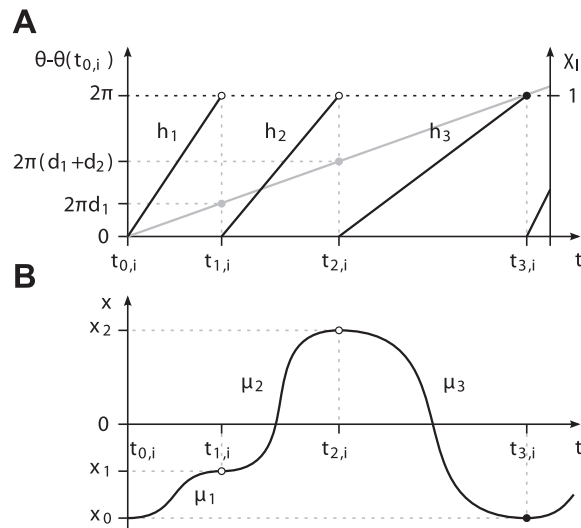 A
θ-θ(t0,i) χI
2π 1
h1 h2 h3
2π(d1+d2)
2πd1
0
t0,i t1,i t2,i t3,i t
B
x
x2
μ2 μ3
0
t0,i t1,i t2,i t3,i t
x1
μ1
x0